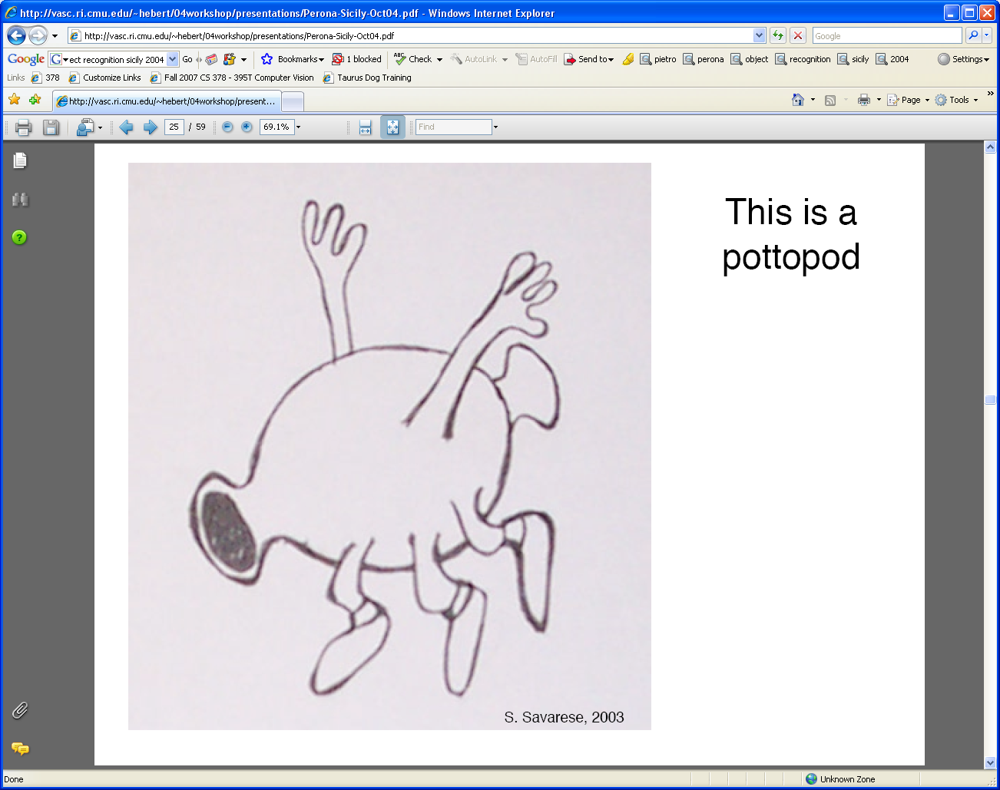 http://vasc.ri.cmu.edu/~hebert/04workshop/presentations/Perona-Sicily-Oct04.pdf - Windows Internet Explorer
http://vasc.ri.cmu.edu/~hebert/04workshop/presentations/Perona-Sicily-Oct04.pdf Google
Google G ect recognition sicily 2004 Go Bookmarks 1 blocked ABC Check AutoLink AutoFill Send to pietro perona object recognition sicily 2004 Settings
Links 378 Customize Links Fall 2007 CS 378 - 395T Computer Vision Taurus Dog Training
http://vasc.ri.cmu.edu/~hebert/04workshop/present... Page Tools »
25 / 59 69.1% Find
This is a
pottopod
S. Savarese, 2003
Done Unknown Zone